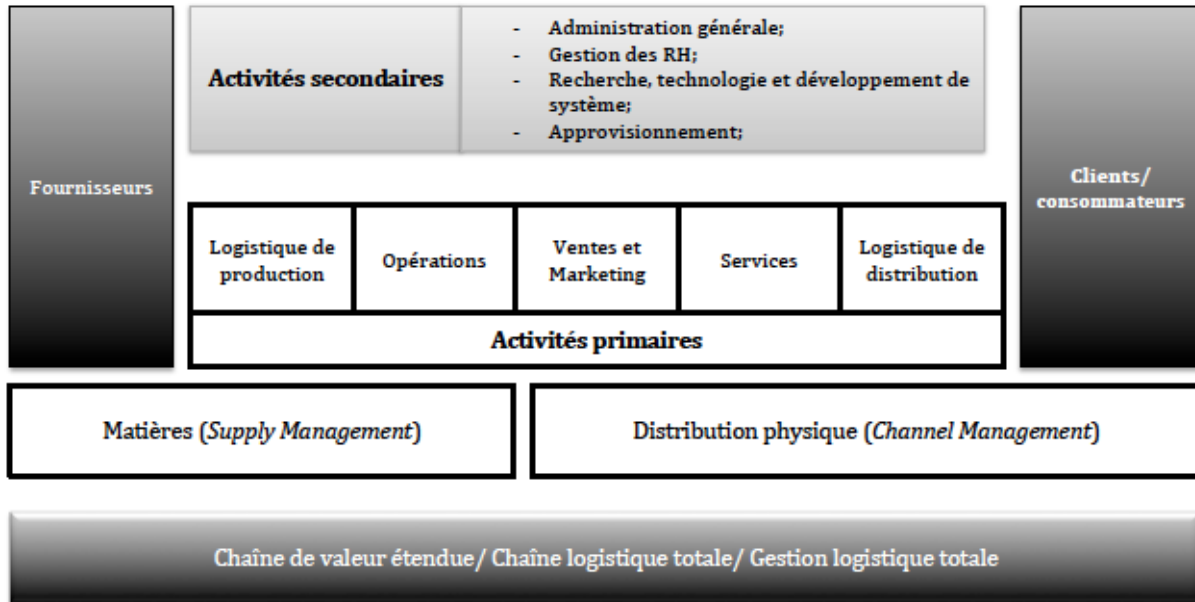 Fournisseurs
Activités secondaires
- Administration générale;
- Gestion des RH;
- Recherche, technologie et développement de
système;
- Approvisionnement;
Clients/
consommateurs
Logistique de
production
Opérations
Ventes et
Marketing
Services
Logistique de
distribution
Activités primaires
Matières (Supply Management)
Distribution physique (Channel Management)
Chaîne de valeur étendue/ Chaîne logistique totale/ Gestion logistique totale